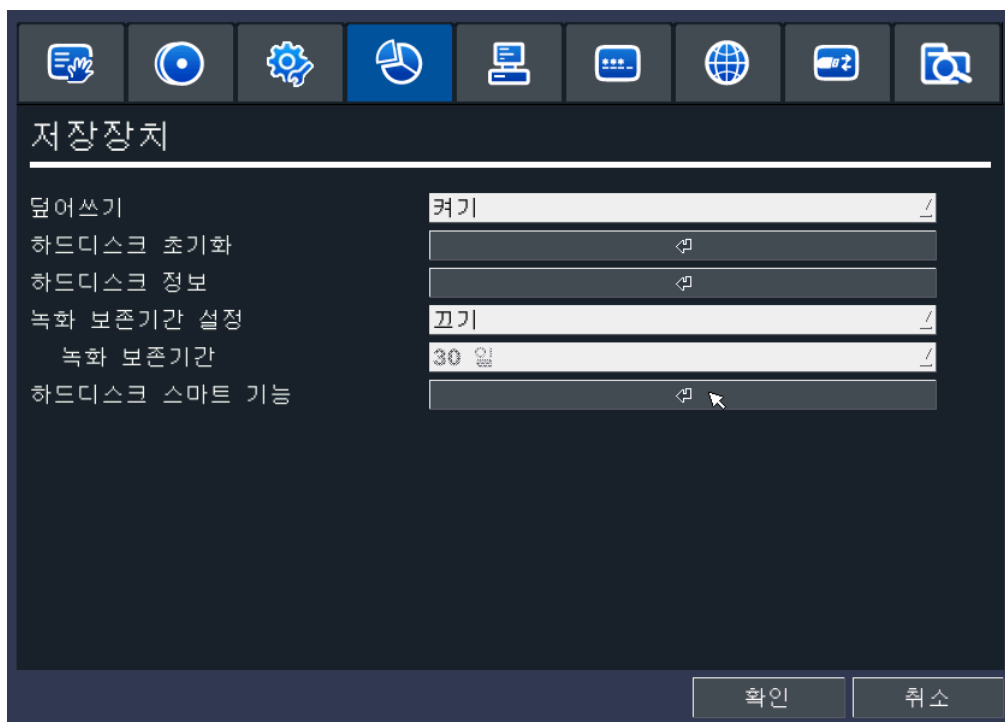 저장장치
덮어쓰기 켜기
하드디스크 초기화
하드디스크 정보
녹화 보존기간 설정 끄기
녹화 보존기간 30 일
하드디스크 스마트 기능
확인 취소